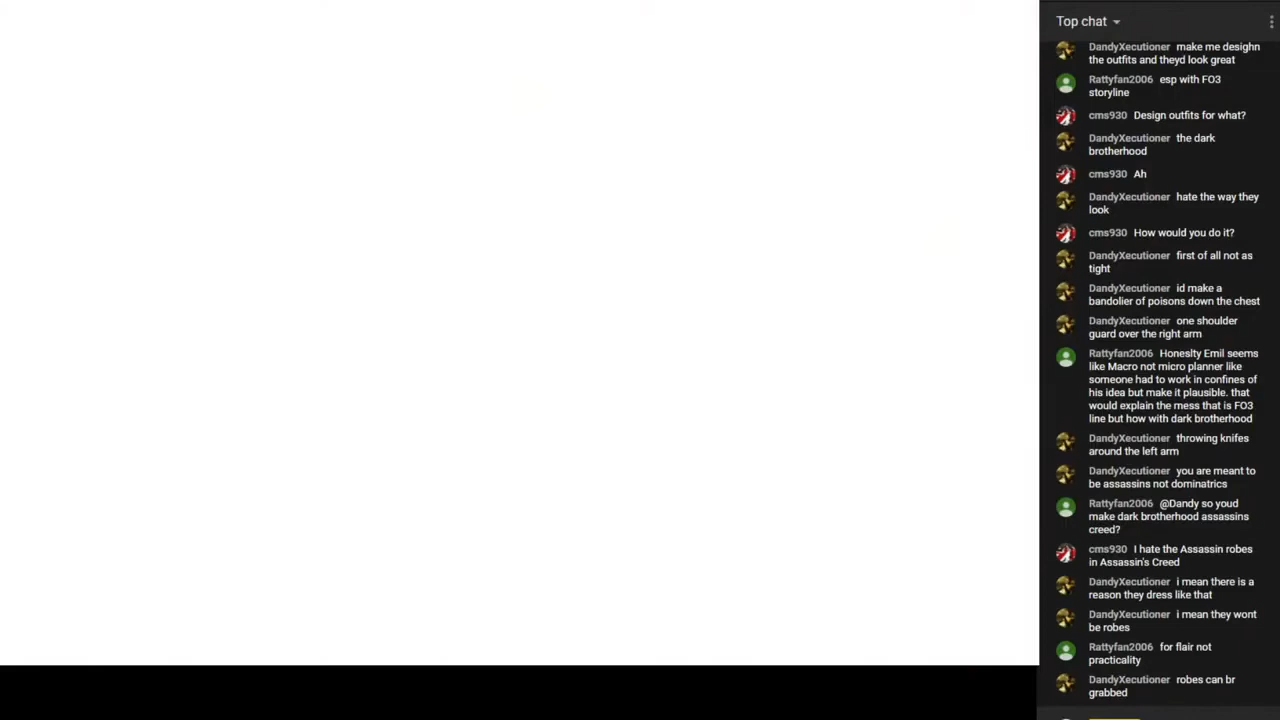 Top chat
DandyXecutioner make me desighn
the outfits and theyd look great
Rattyfan2006 esp with FO3
storyline
cms930 Design outfits for what?
DandyXecutioner the dark
brotherhood
cms930 Ah
DandyXecutioner hate the way they
look
cms930 How would you do it?
DandyXecutioner first of all not as
tight
DandyXecutioner id make a
bandolier of poisons down the chest
DandyXecutioner one shoulder
guard over the right arm
Rattyfan2006 Honeslty Emil seems
like Macro not micro planner like
someone had to work in confines of
his idea but make it plausible. that
would explain the mess that is FO3
line but how with dark brotherhood
DandyXecutioner throwing knifes
around the left arm
DandyXecutioner you are meant to
be assassins not dominatrics
Rattyfan2006 @Dandy so youd
make dark brotherhood assassins
creed?
cms930 I hate the Assassin robes
in Assassin's Creed
DandyXecutioner i mean there is a
reason they dress like that
DandyXecutioner i mean they wont
be robes
Rattyfan2006 for flair not
practicality
DandyXecutioner robes can br
grabbed